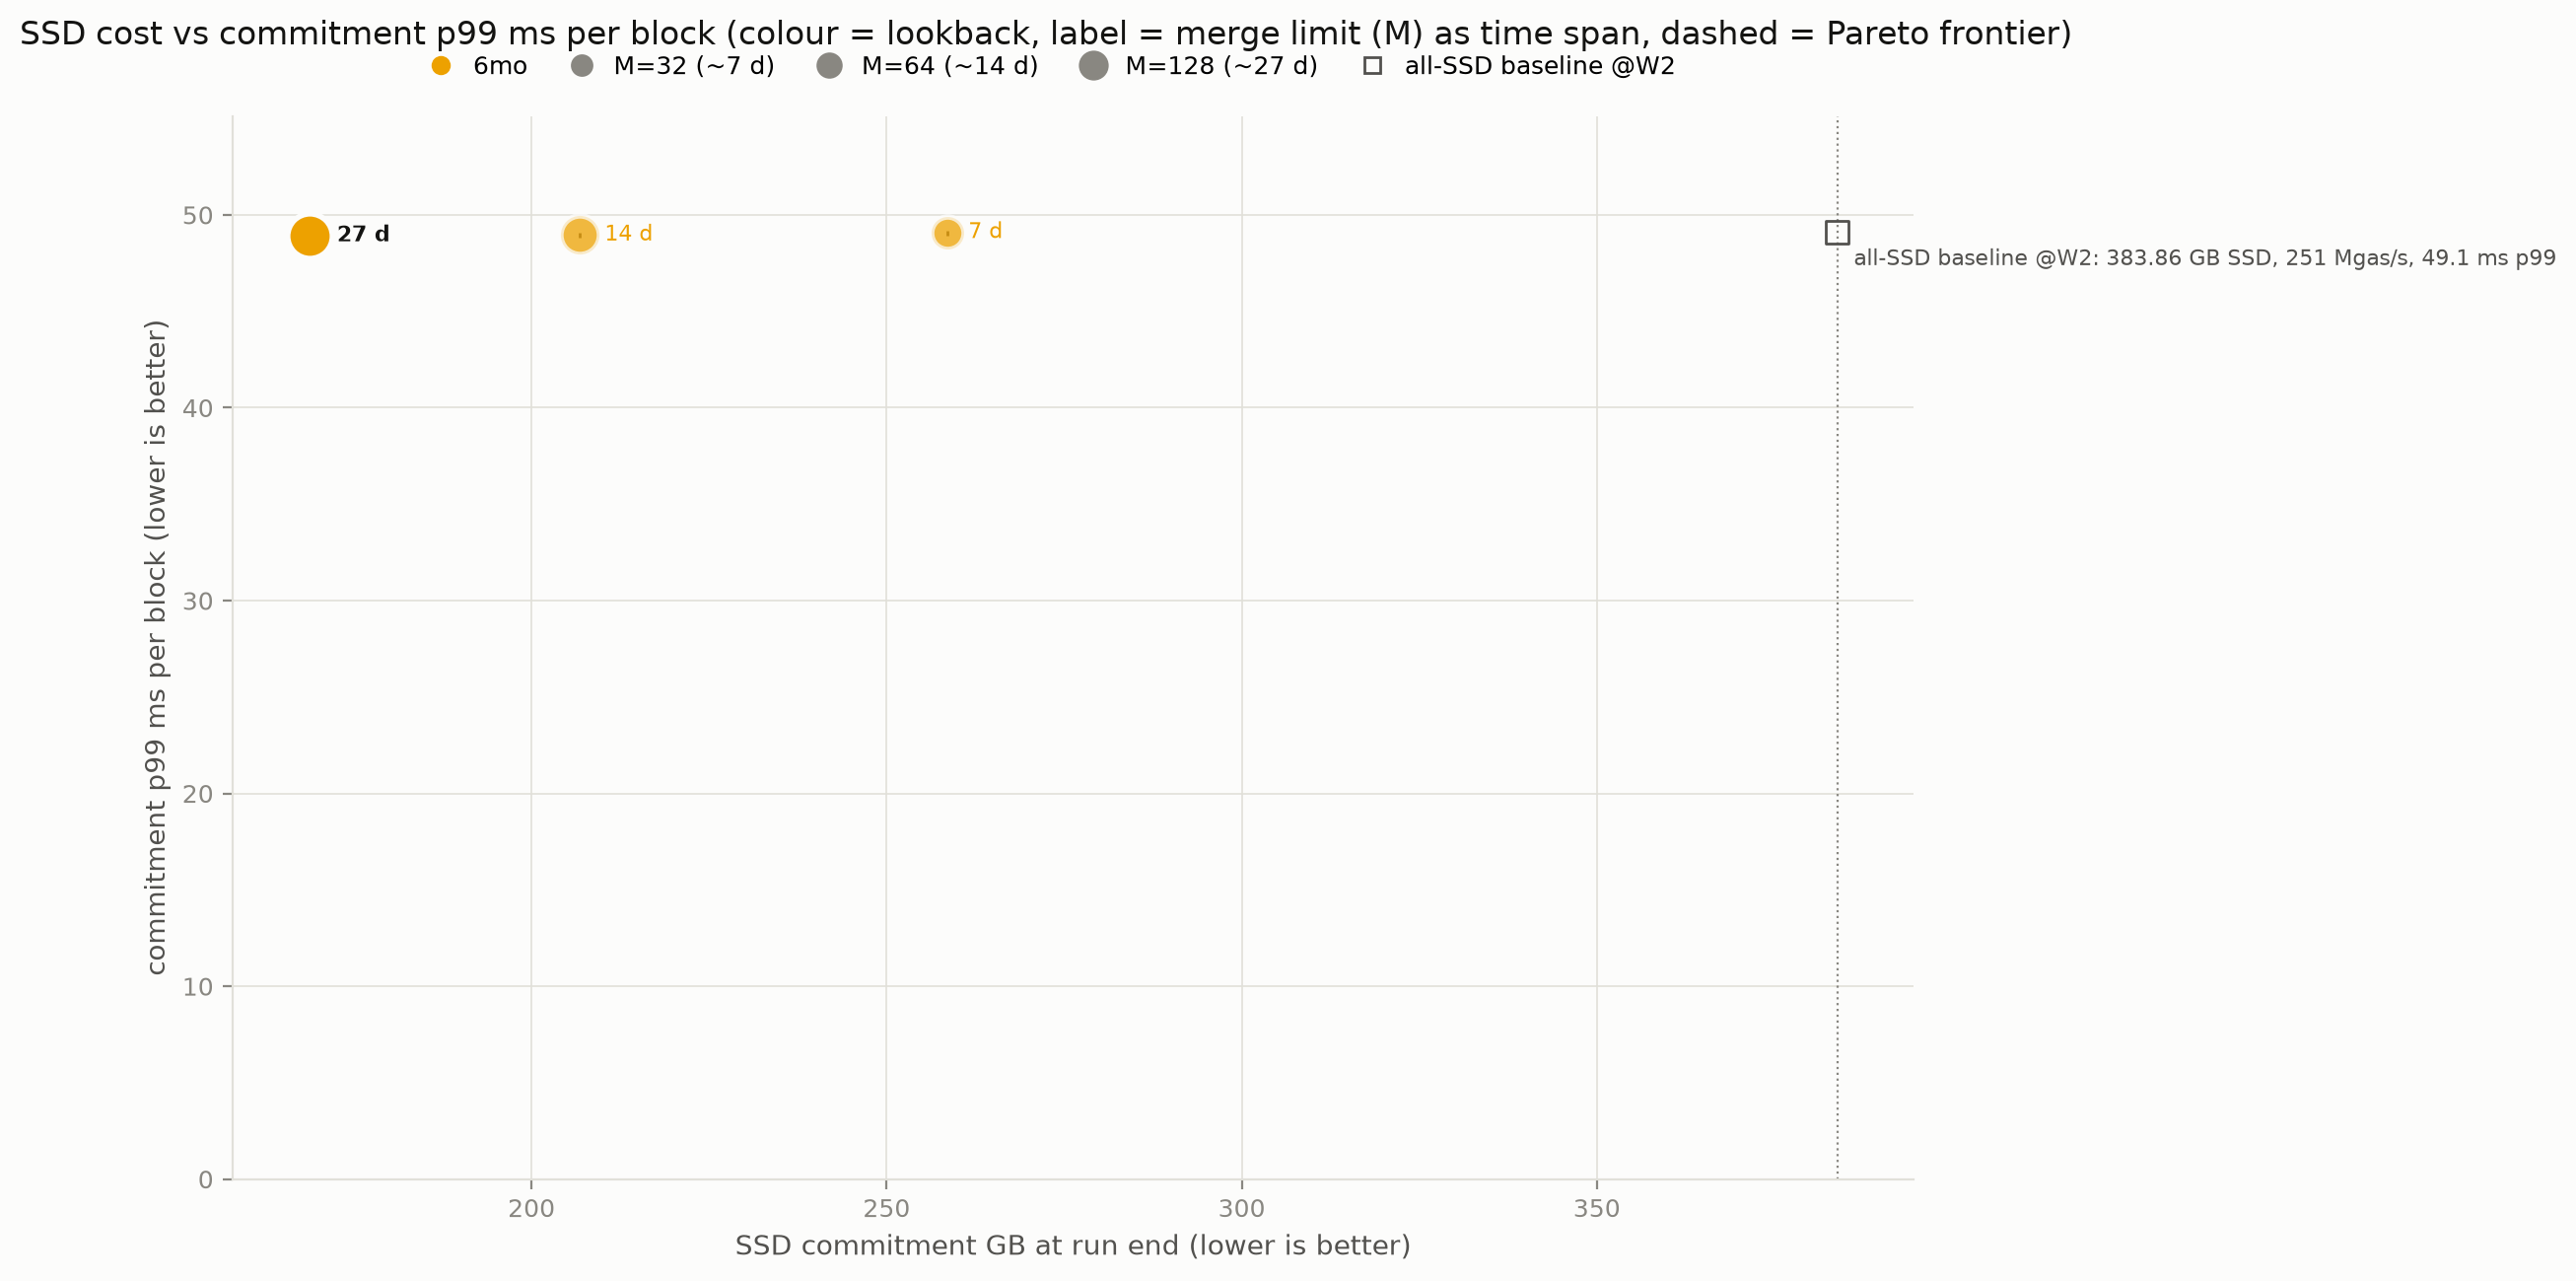 SSD cost vs commitment p99 ms per block (colour = lookback, label = merge limit (M) as time span, dashed = Pareto frontier)
6mo M=32 (~7 d) M=64 (~14 d) M=128 (~27 d) all-SSD baseline @W2
commitment p99 ms per block (lower is better)
50
40
30
20
10
0
27 d
14 d
7 d
all-SSD baseline @W2: 383.86 GB SSD, 251 Mgas/s, 49.1 ms p99
200 250 300 350
SSD commitment GB at run end (lower is better)